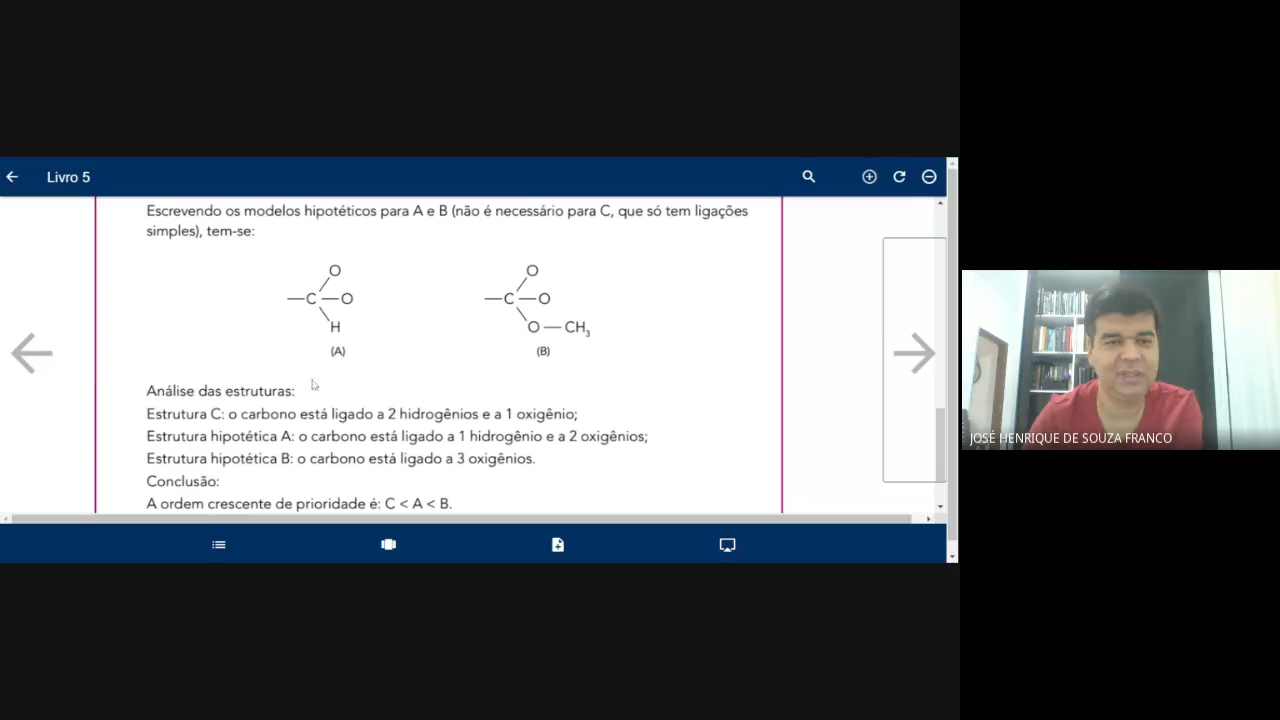 Livro 5
Escrevendo os modelos hipotéticos para A e B (não é necessário para C, que só tem ligações
simples), tem-se:
O
—C—O
H
(A)
O
—C—O
O—CH3
(B)
Análise das estruturas:
Estrutura C: o carbono está ligado a 2 hidrogênios e a 1 oxigênio;
Estrutura hipotética A: o carbono está ligado a 1 hidrogênio e a 2 oxigênios;
Estrutura hipotética B: o carbono está ligado a 3 oxigênios.
Conclusão:
A ordem crescente de prioridade é: C < A < B.
JOSÉ HENRIQUE DE SOUZA FRANCO